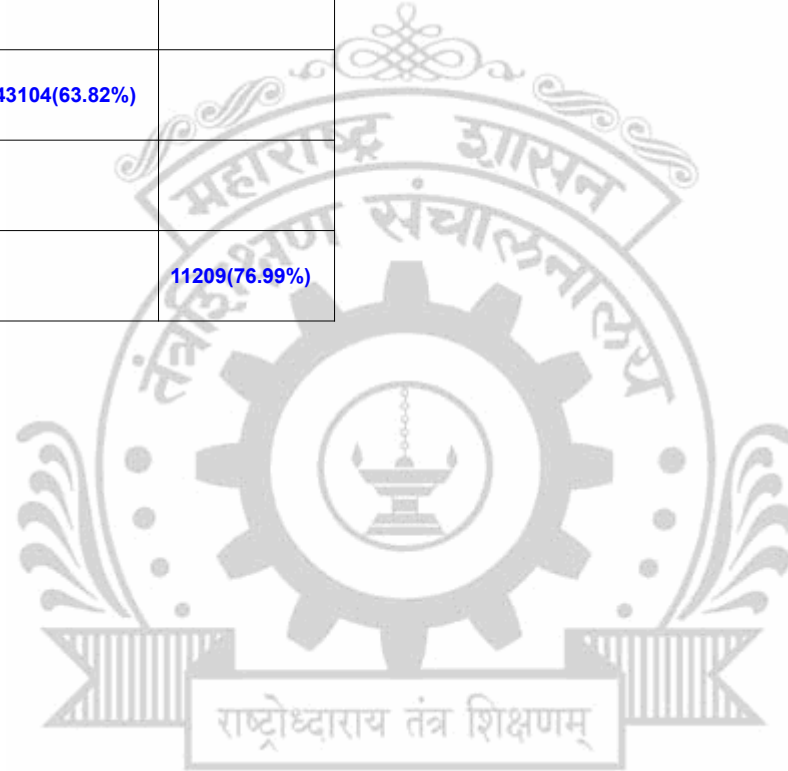 43104(63.82%)
महाराष्ट्र शासन
तंत्रशिक्षण संचालनालय
11209(76.99%)
राष्ट्रोध्दाराय तंत्र शिक्षणम्